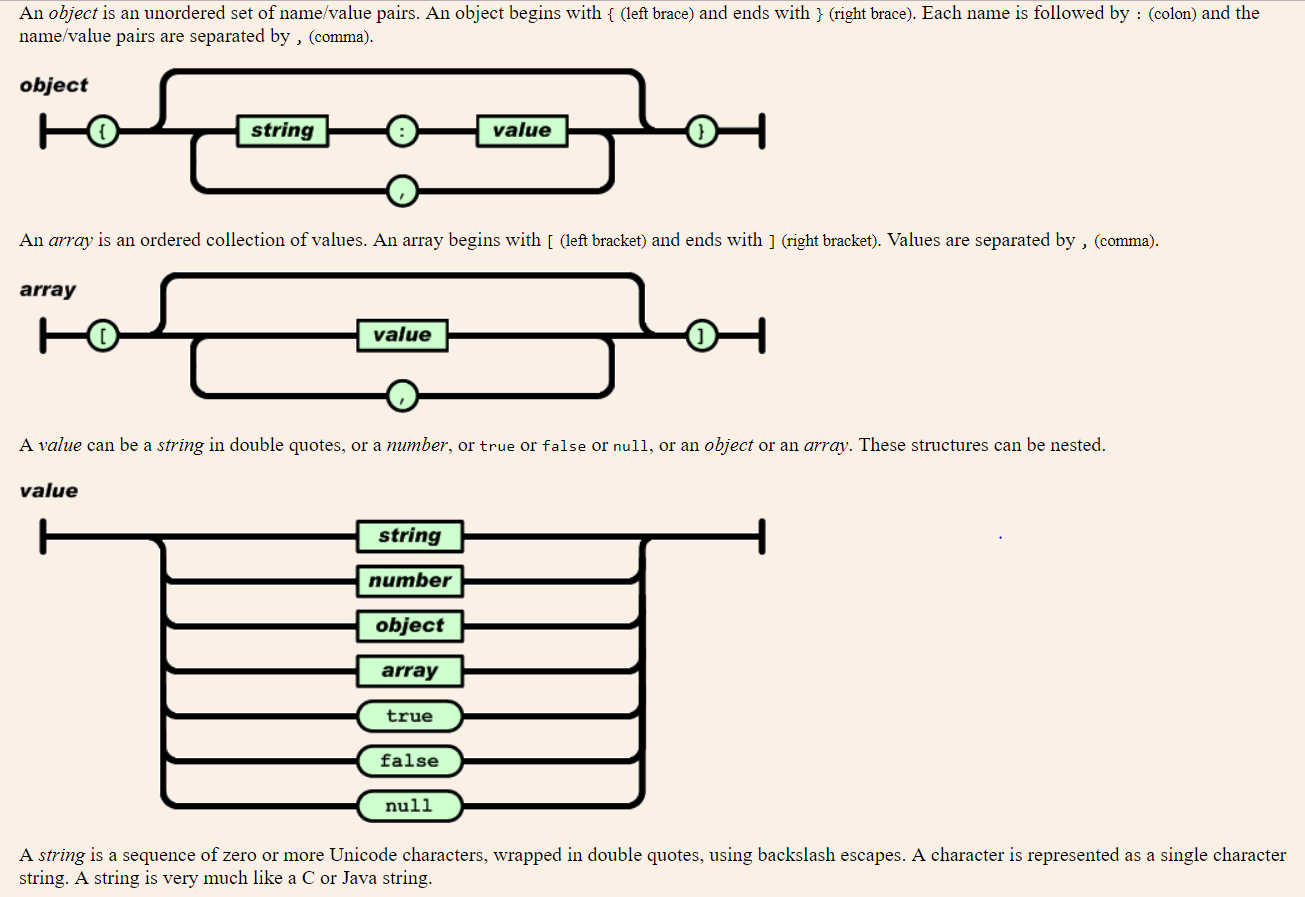 An object is an unordered set of name/value pairs. An object begins with { (left brace) and ends with } (right brace). Each name is followed by : (colon) and the
name/value pairs are separated by , (comma).
object
{ string : value }
,
An array is an ordered collection of values. An array begins with [ (left bracket) and ends with ] (right bracket). Values are separated by , (comma).
array
[ value ]
,
A value can be a string in double quotes, or a number, or true or false or null, or an object or an array. These structures can be nested.
value
string
number
object
array
true
false
null
A string is a sequence of zero or more Unicode characters, wrapped in double quotes, using backslash escapes. A character is represented as a single character
string. A string is very much like a C or Java string.